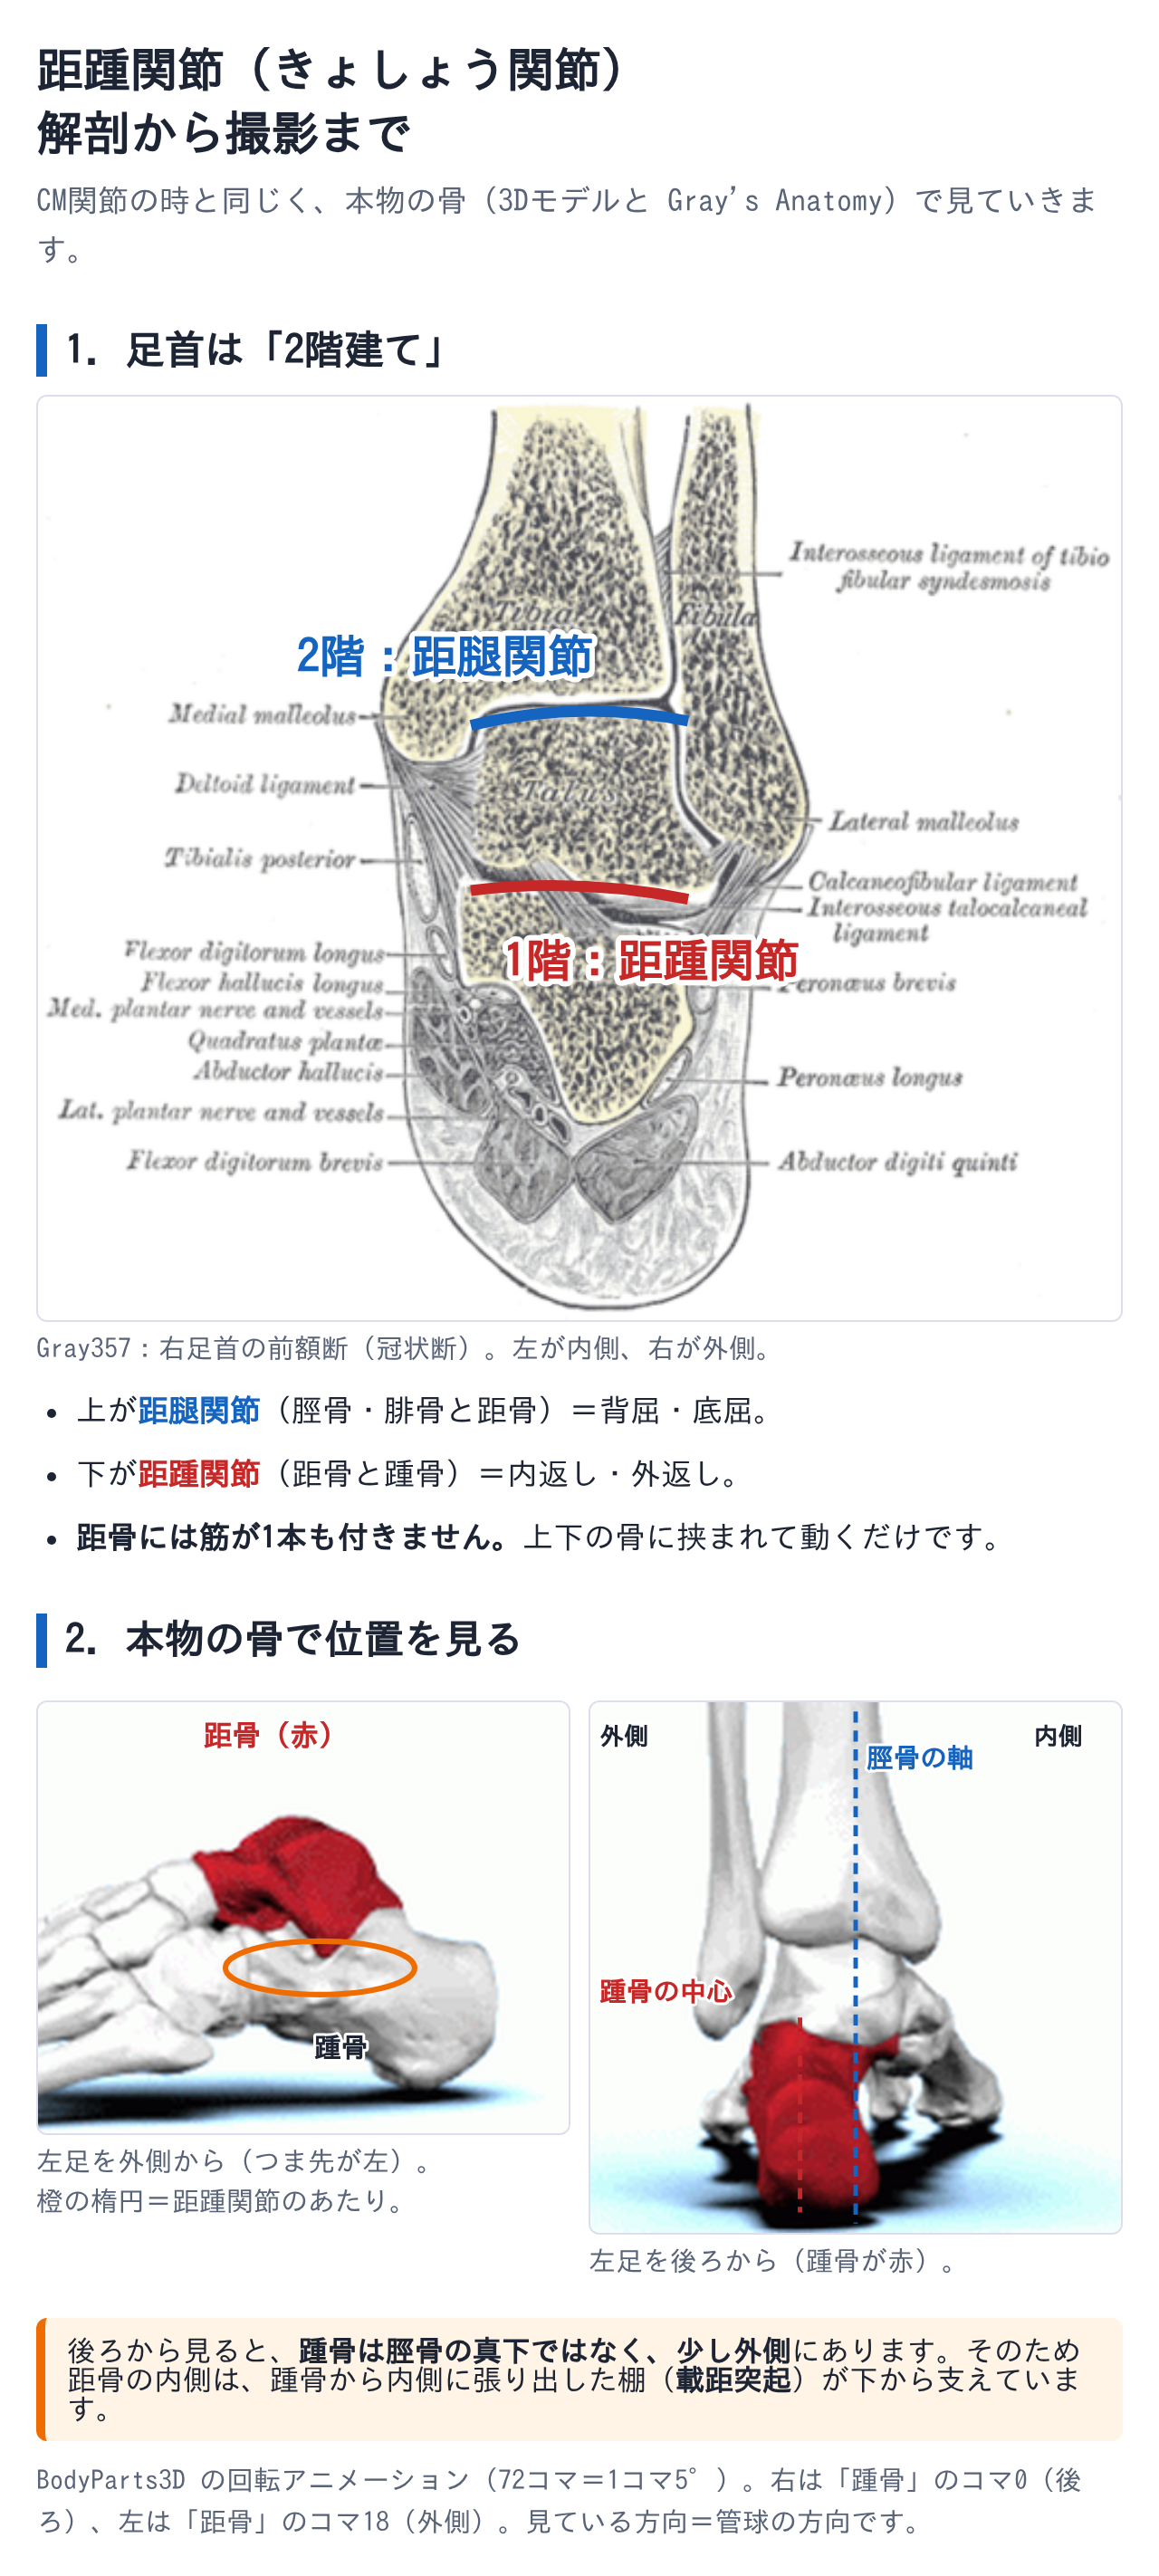 距踵関節（きょしょう関節）
解剖から撮影まで
CM関節の時と同じく、本物の骨（3Dモデルと Gray's Anatomy）で見ていきま
す。
1. 足首は「2階建て」
Interosseous ligament of tibio
fibular syndesmosis
Tibia
Fibula
2階：距腿関節
Medial malleolus
Deltoid ligament
Talus
Lateral malleolus
Tibialis posterior
Calcaneofibular ligament
Interosseous talocalcaneal
ligament
1階：距踵関節
Flexor digitorum longus
Flexor hallucis longus
Peronæus brevis
Med. plantar nerve and vessels
Quadratus plantæ
Abductor hallucis
Peronæus longus
Lat. plantar nerve and vessels
Flexor digitorum brevis
Abductor digiti quinti
Gray357：右足首の前額断（冠状断）。左が内側、右が外側。
• 上が距腿関節（脛骨・腓骨と距骨）＝背屈・底屈。
• 下が距踵関節（距骨と踵骨）＝内返し・外返し。
• 距骨には筋が1本も付きません。上下の骨に挟まれて動くだけです。
2. 本物の骨で位置を見る
距骨（赤）
踵骨
左足を外側から（つま先が左）。
橙の楕円＝距踵関節のあたり。
外側
内側
脛骨の軸
踵骨の中心
左足を後ろから（踵骨が赤）。
後ろから見ると、踵骨は脛骨の真下ではなく、少し外側にあります。そのため
距骨の内側は、踵骨から内側に張り出した棚（載距突起）が下から支えていま
す。
BodyParts3D の回転アニメーション（72コマ＝1コマ5°）。右は「踵骨」のコマ0（後
ろ）、左は「距骨」のコマ18（外側）。見ている方向＝管球の方向です。